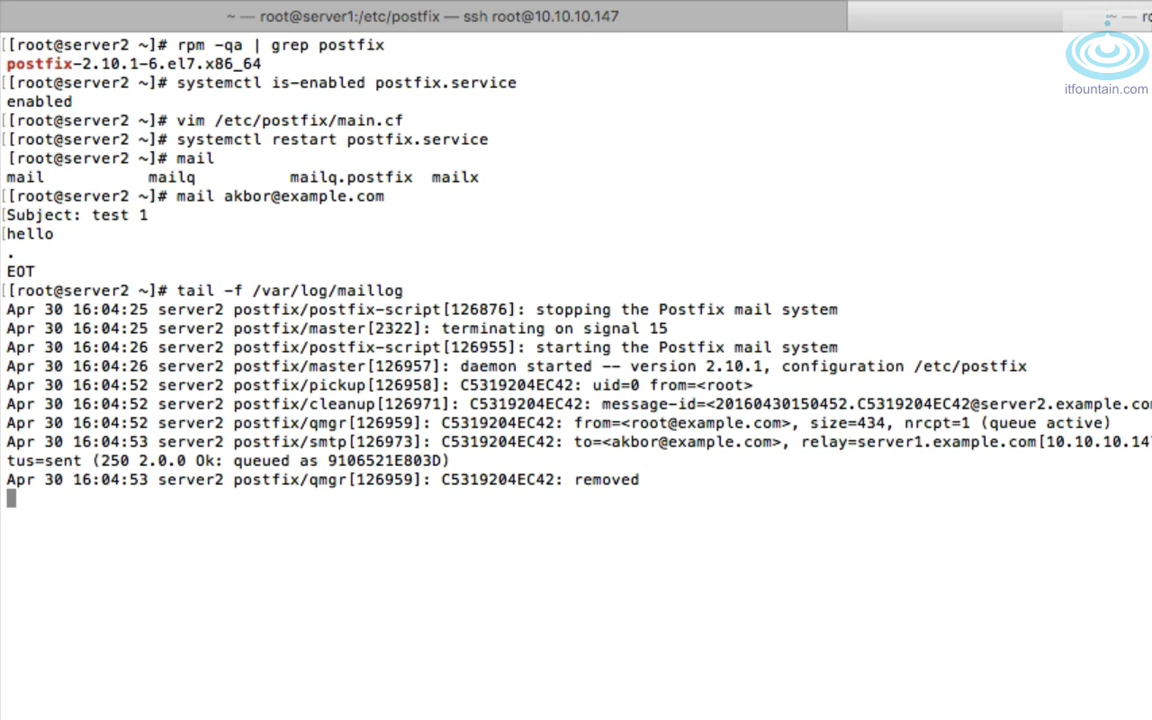 ~ — root@server1:/etc/postfix — ssh root@10.10.10.147
~ — ro
itfountain.com
[[root@server2 ~]# rpm -qa | grep postfix
postfix-2.10.1-6.el7.x86_64
[[root@server2 ~]# systemctl is-enabled postfix.service
enabled
[[root@server2 ~]# vim /etc/postfix/main.cf
[[root@server2 ~]# systemctl restart postfix.service
[root@server2 ~]# mail
mail mailq mailq.postfix mailx
[[root@server2 ~]# mail akbor@example.com
[Subject: test 1
[hello
.
EOT
[[root@server2 ~]# tail -f /var/log/maillog
Apr 30 16:04:25 server2 postfix/postfix-script[126876]: stopping the Postfix mail system
Apr 30 16:04:25 server2 postfix/master[2322]: terminating on signal 15
Apr 30 16:04:26 server2 postfix/postfix-script[126955]: starting the Postfix mail system
Apr 30 16:04:26 server2 postfix/master[126957]: daemon started -- version 2.10.1, configuration /etc/postfix
Apr 30 16:04:52 server2 postfix/pickup[126958]: C5319204EC42: uid=0 from=<root>
Apr 30 16:04:52 server2 postfix/cleanup[126971]: C5319204EC42: message-id=<20160430150452.C5319204EC42@server2.example.com
Apr 30 16:04:52 server2 postfix/qmgr[126959]: C5319204EC42: from=<root@example.com>, size=434, nrcpt=1 (queue active)
Apr 30 16:04:53 server2 postfix/smtp[126973]: C5319204EC42: to=<akbor@example.com>, relay=server1.example.com[10.10.10.147
tus=sent (250 2.0.0 Ok: queued as 9106521E803D)
Apr 30 16:04:53 server2 postfix/qmgr[126959]: C5319204EC42: removed